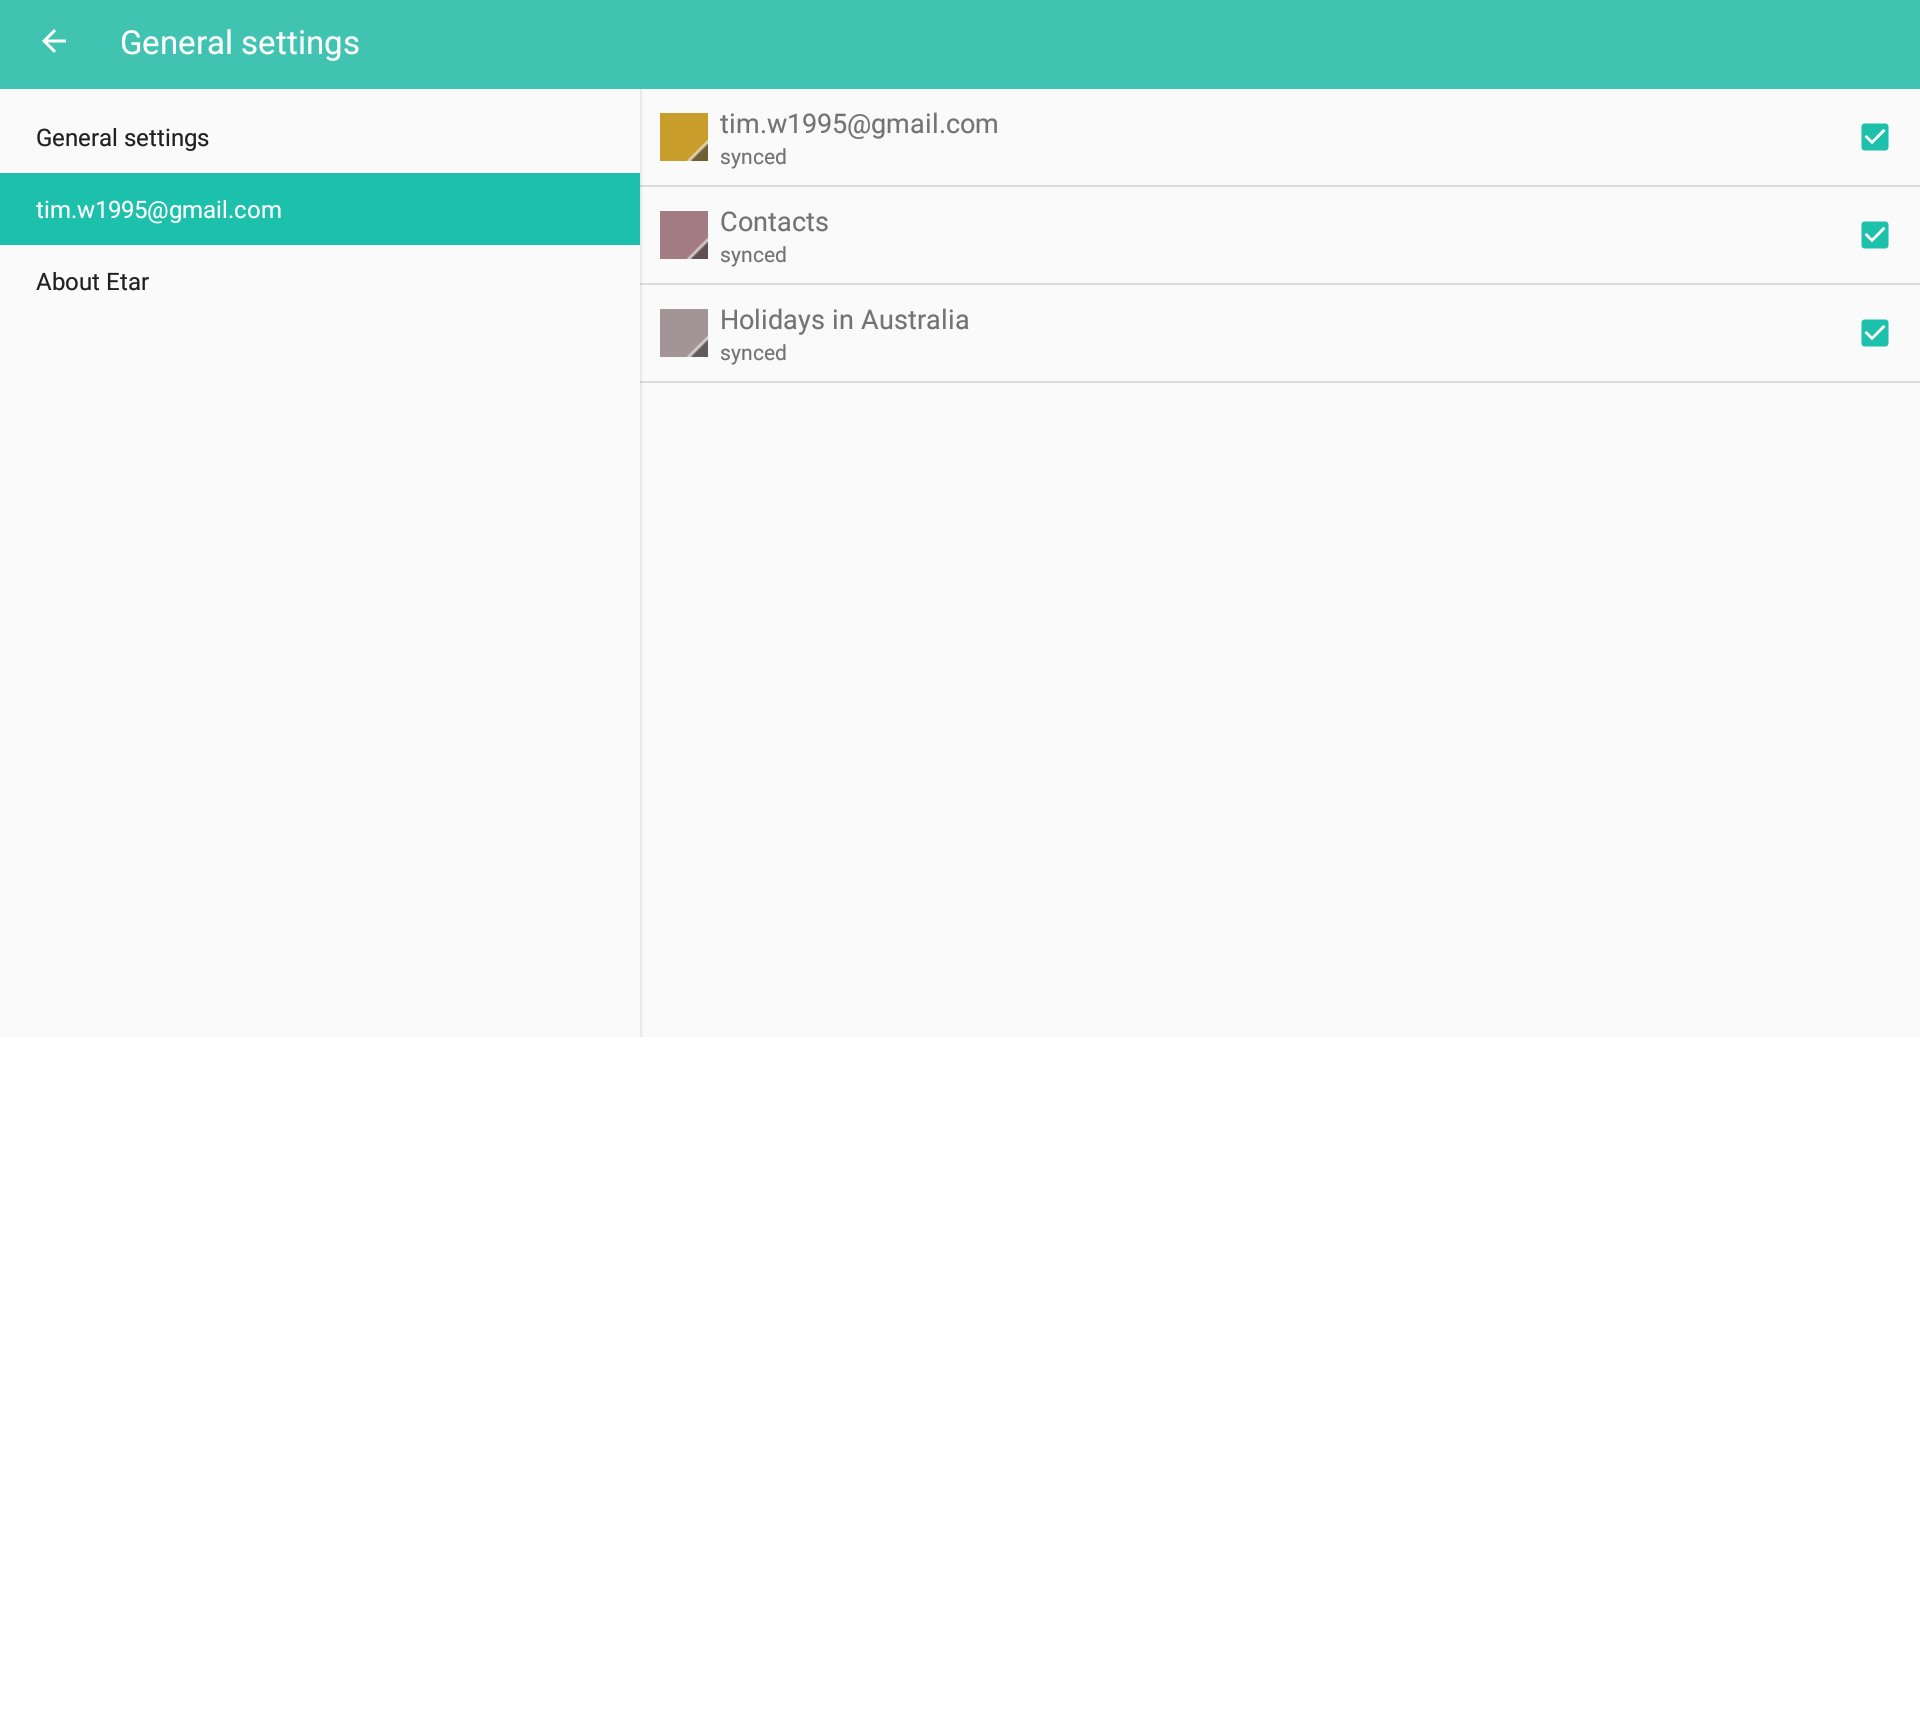 General settings
General settings
tim.w1995@gmail.com
About Etar
tim.w1995@gmail.com
synced
Contacts
synced
Holidays in Australia
synced